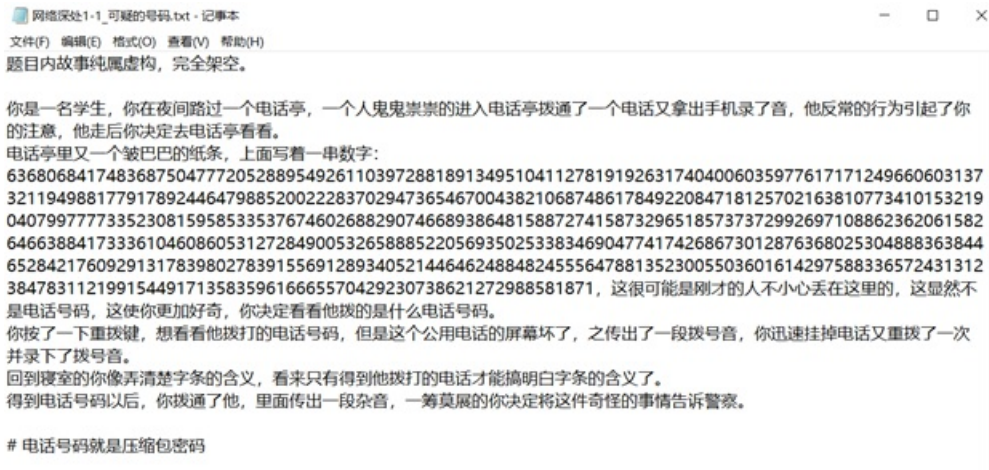 网络深处1-1_可疑的号码.txt - 记事本
文件(F) 编辑(E) 格式(O) 查看(V) 帮助(H)
题目内故事纯属虚构，完全架空。
你是一名学生，你在夜间路过一个电话亭，一个人鬼鬼祟祟的进入电话亭拨通了一个电话又拿出手机录了音，他反常的行为引起了你
的注意，他走后你决定去电话亭看看。
电话亭里又一个皱巴巴的纸条，上面写着一串数字：
63680684174836875047772052889549261103972881891349510411278191926317404006035977617171249660603137
32119498817791789244647988520022283702947365467004382106874861784922084718125702163810773410153219
040799777733523081595853353767460268829074668938648158872741587329651857373729926971088623620615 82
64663884173336104608605312728490053265888522056935025338346904774174268673012876368025304888363844
652842176092913178398027839155691289340521446462488482455564788135230055036016142975883365724313 12
3847831121991544917135835961666557042923073862127298858187 1，这很可能是刚才的人不小心丢在这里的，这显然不
是电话号码，这使你更加好奇，你决定看看他拨的是什么电话号码。
你按了一下重拨键，想看看他拨打的电话号码，但是这个公用电话的屏幕坏了，之传出了一段拨号音，你迅速挂掉电话又重拨了一次
并录下了拨号音。
回到寝室的你像弄清楚字条的含义，看来只有得到他拨打的电话才能搞明白字条的含义了。
得到电话号码以后，你拨通了他，里面传出一段杂音，一筹莫展的你决定将这件奇怪的事情告诉警察。
# 电话号码就是压缩包密码